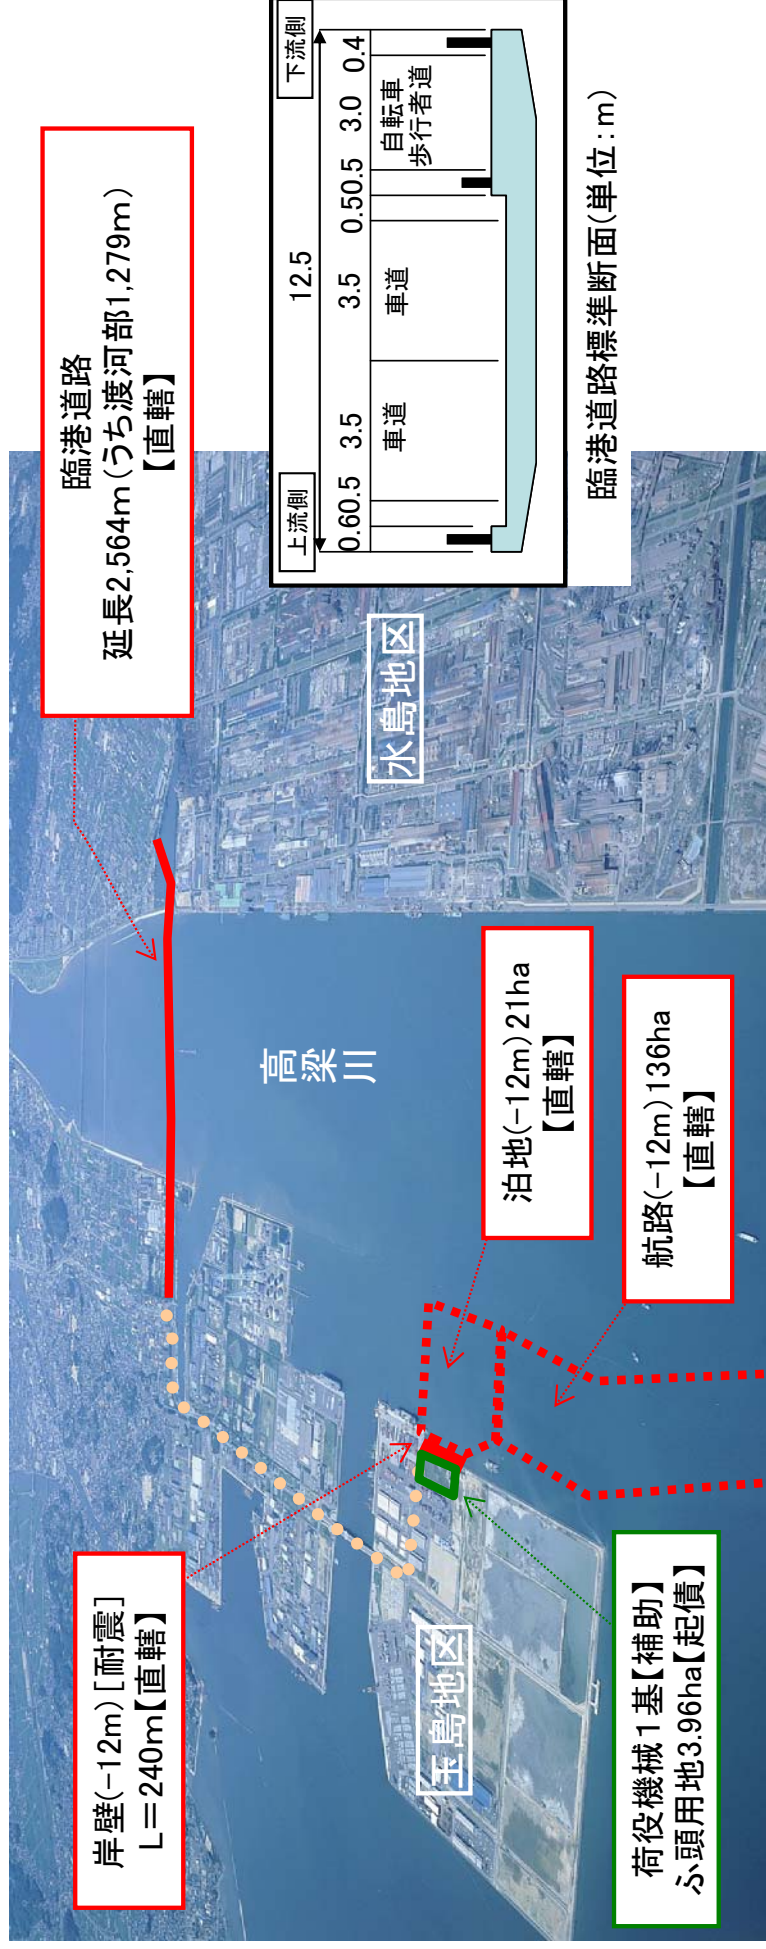 岸壁(-12m)[耐震]
L=240m【直轄】
臨港道路
延長2,564m(うち渡河部1,279m)
【直轄】
上流側
下流側
12.5
0.6
0.5
3.5
3.5
0.5
0.5
3.0
0.4
車道
車道
自転車
歩行者道
臨港道路標準断面(単位:m)
水島地区
高梁川
玉島地区
泊地(-12m)21ha
【直轄】
航路(-12m)136ha
【直轄】
荷役機械1基【補助】
ふ頭用地3.96ha【起債】